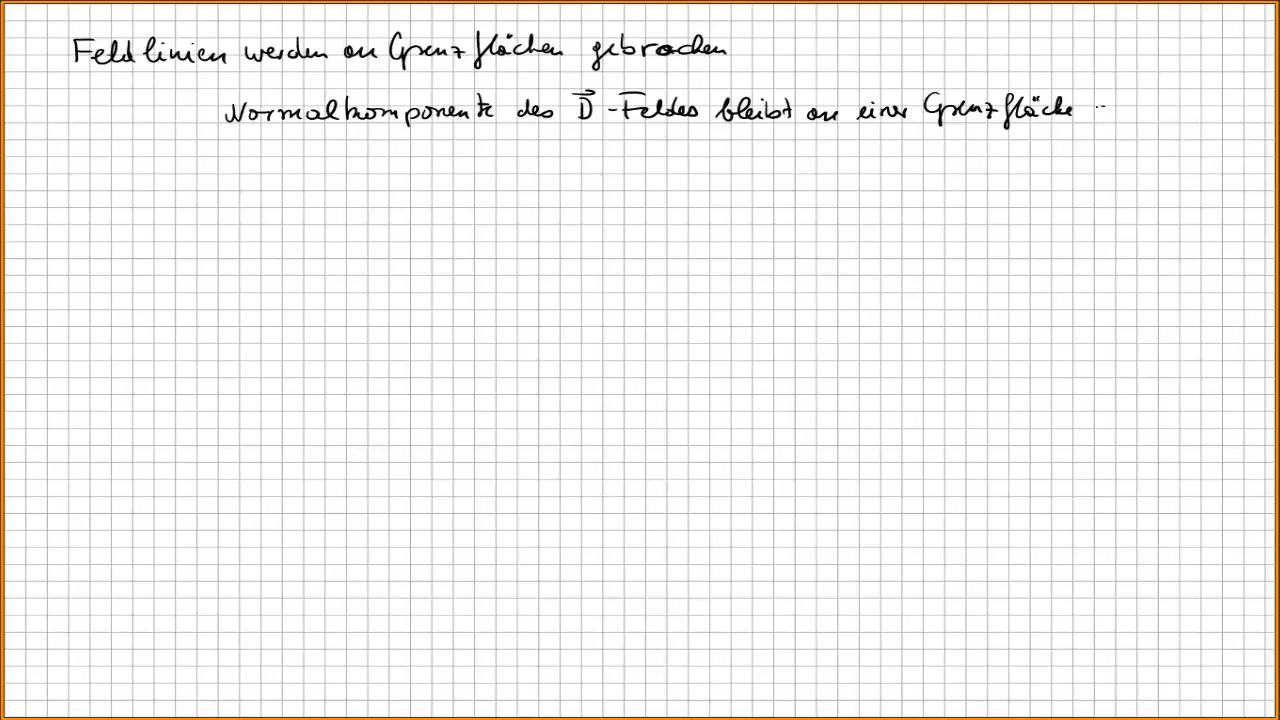 Feldlinien werden an Grenzflächen gebrochen
Normalkomponente des D⃗-Feldes bleibt an einer Grenzfläche